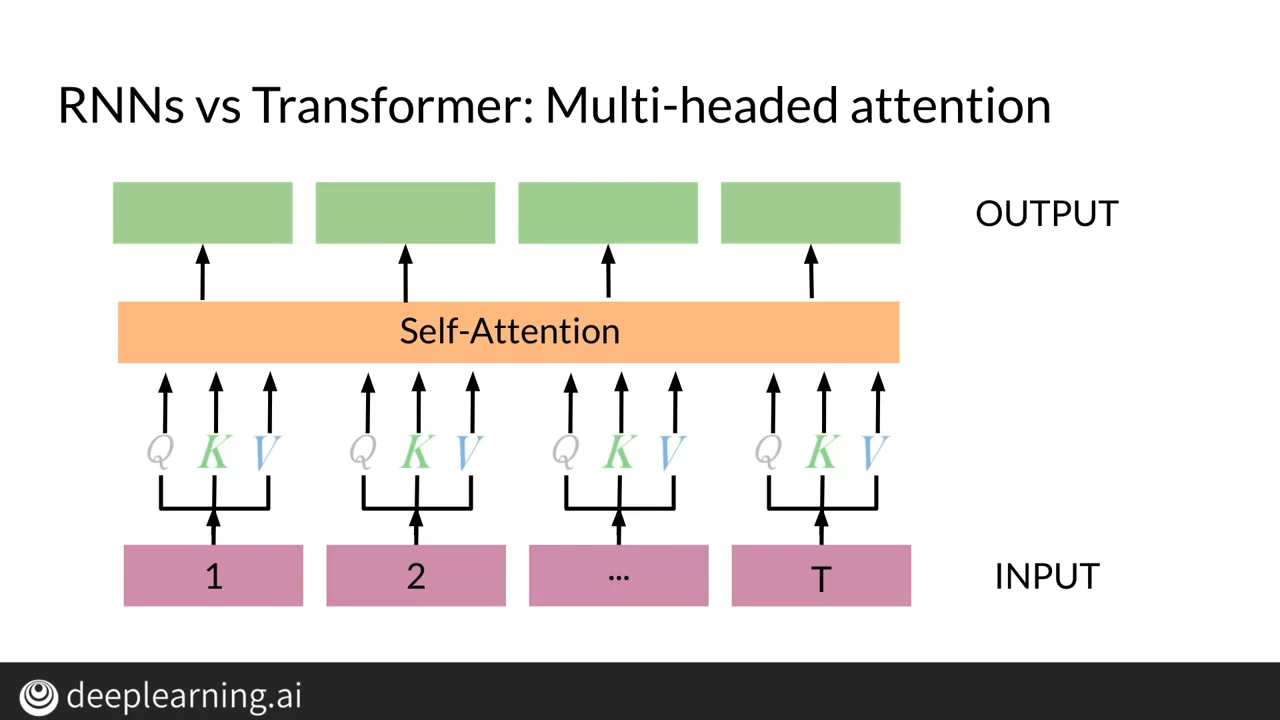 RNNs vs Transformer: Multi-headed attention
OUTPUT
Self-Attention
Q K V Q K V Q K V Q K V
1 2 ... T INPUT
deeplearning.ai